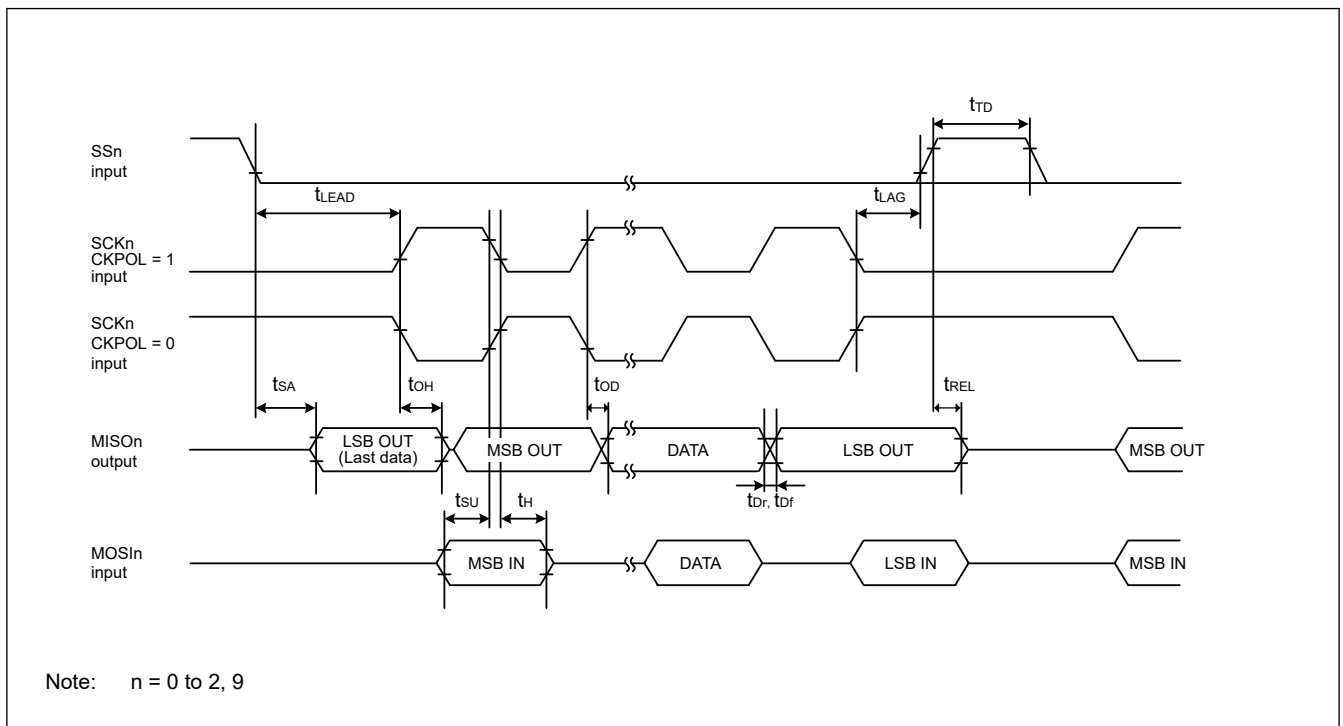 tTD
SSn
input
tLEAD
tLAG
SCKn
CKPOL = 1
input
SCKn
CKPOL = 0
input
tSA
tOH
tOD
tREL
MISOn
output
LSB OUT
(Last data)
MSB OUT
DATA
LSB OUT
MSB OUT
tSU
tH
tDr, tDf
MOSIn
input
MSB IN
DATA
LSB IN
MSB IN
Note: n = 0 to 2, 9